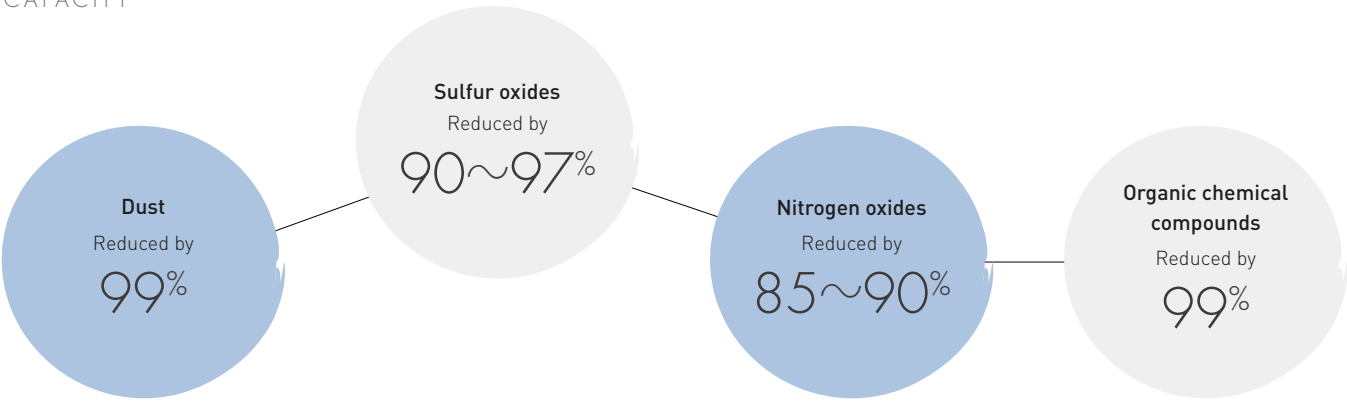 CAPACITY
Dust
Reduced by
99%
Sulfur oxides
Reduced by
90~97%
Nitrogen oxides
Reduced by
85~90%
Organic chemical
compounds
Reduced by
99%